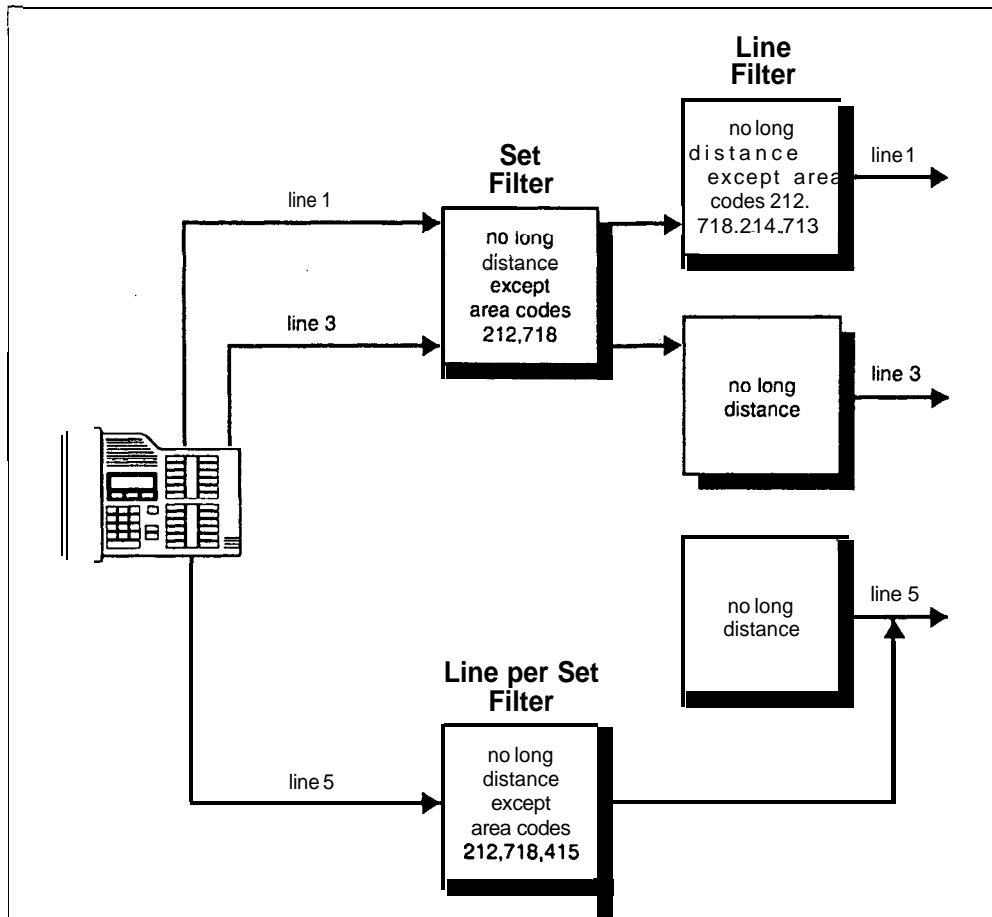 Line
Filter
no long
distance
except area
codes 212.
718.214.713
line 1
Set
Filter
line 1
no long
distance
except
area codes
212,718
line 3
no long
distance
line 3
no long
distance
line 5
Line per Set
Filter
no long
distance
except
area codes
212,718,415
line 5